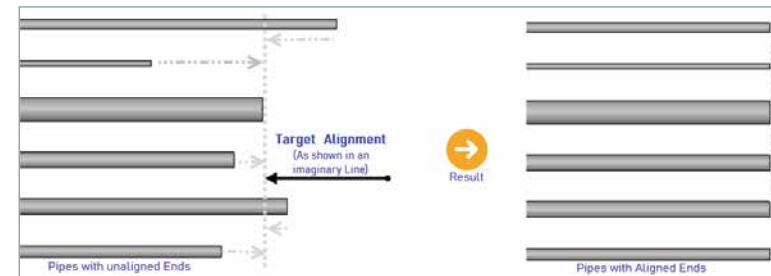 Target Alignment
(As shown in an
imaginary Line)
Result
Pipes with unaligned Ends
Pipes with Aligned Ends